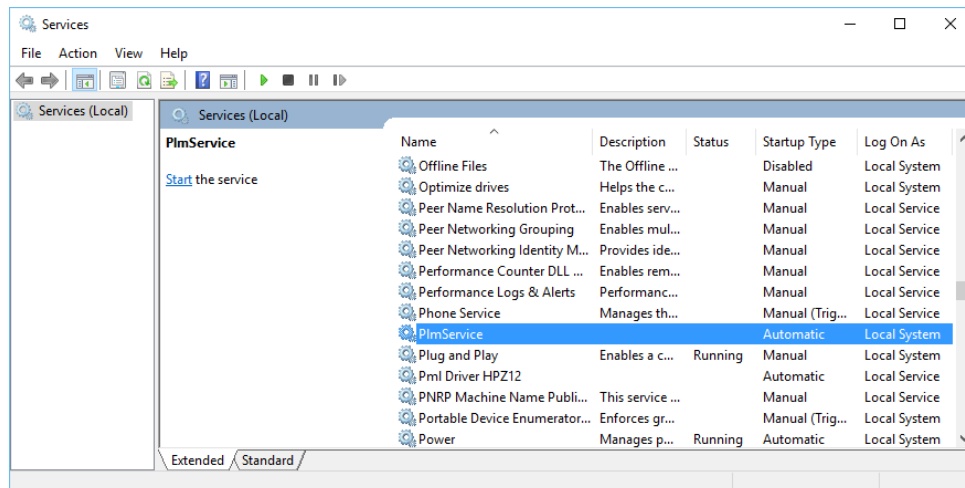 Services
File Action View Help
Services (Local)
Services (Local)
PlmService
Start the service
Name Description Status Startup Type Log On As
Offline Files The Offline ... Disabled Local System
Optimize drives Helps the c... Manual Local System
Peer Name Resolution Prot... Enables serv... Manual Local Service
Peer Networking Grouping Enables mul... Manual Local Service
Peer Networking Identity M... Provides ide... Manual Local Service
Performance Counter DLL ... Enables rem... Manual Local Service
Performance Logs & Alerts Performanc... Manual Local Service
Phone Service Manages th... Manual (Trig... Local Service
PlmService Automatic Local System
Plug and Play Enables a c... Running Manual Local System
Pml Driver HPZ12 Automatic Local Service
PNRP Machine Name Publi... This service ... Manual Local Service
Portable Device Enumerator... Enforces gr... Manual (Trig... Local System
Power Manages p... Running Automatic Local System
Extended Standard